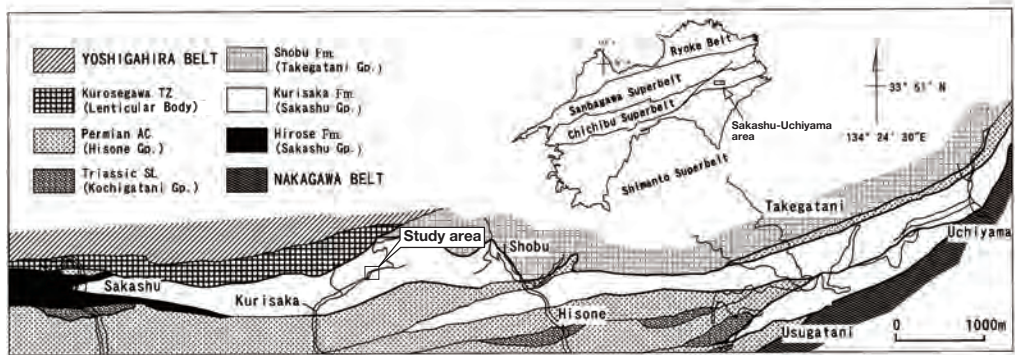 YOSHIGAHIRA BELT
Kurosegawa TZ
(Lenticular Body)
Permian AC
(Hisone Gp.)
Triassic SL
(Kochigatani Gp.)
Shobu Fm.
(Takegatani Gp.)
Kurisaka Fm.
(Sakashu Gp.)
Hirose Fm.
(Sakashu Gp.)
NAKAGAWA BELT
Ryoke Belt
Sanbagawa Superbelt
Chichibu Superbelt
Shimanto Superbelt
Sakashu-Uchiyama
area
33° 51' N
134° 24' 30"E
Takegatani
Uchiyama
Study area
Shobu
Sakashu
Kurisaka
Hisone
Usugatani
0 1000m